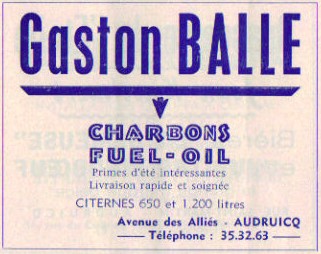 Gaston BALLE
CHARBONS
FUEL-OIL
Primes d'été intéressantes
Livraison rapide et soignée
CITERNES 650 et 1.200 litres
Avenue des Alliés - AUDRUICQ
—— Téléphone : 35.32.63 ——